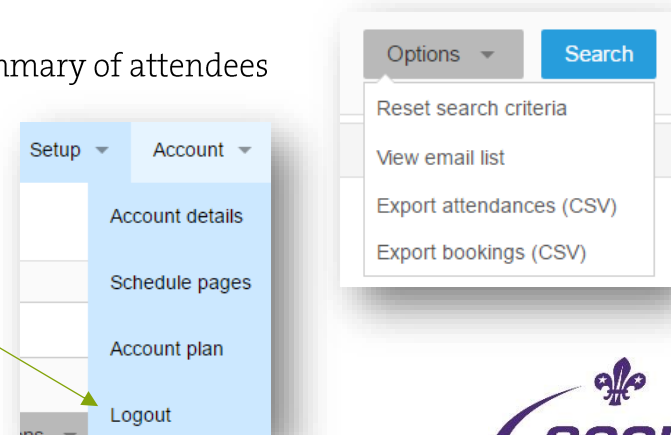 of attendees
Options
Search
Reset search criteria
View email list
Export attendances (CSV)
Export bookings (CSV)
Setup
Account
Account details
Schedule pages
Account plan
Logout